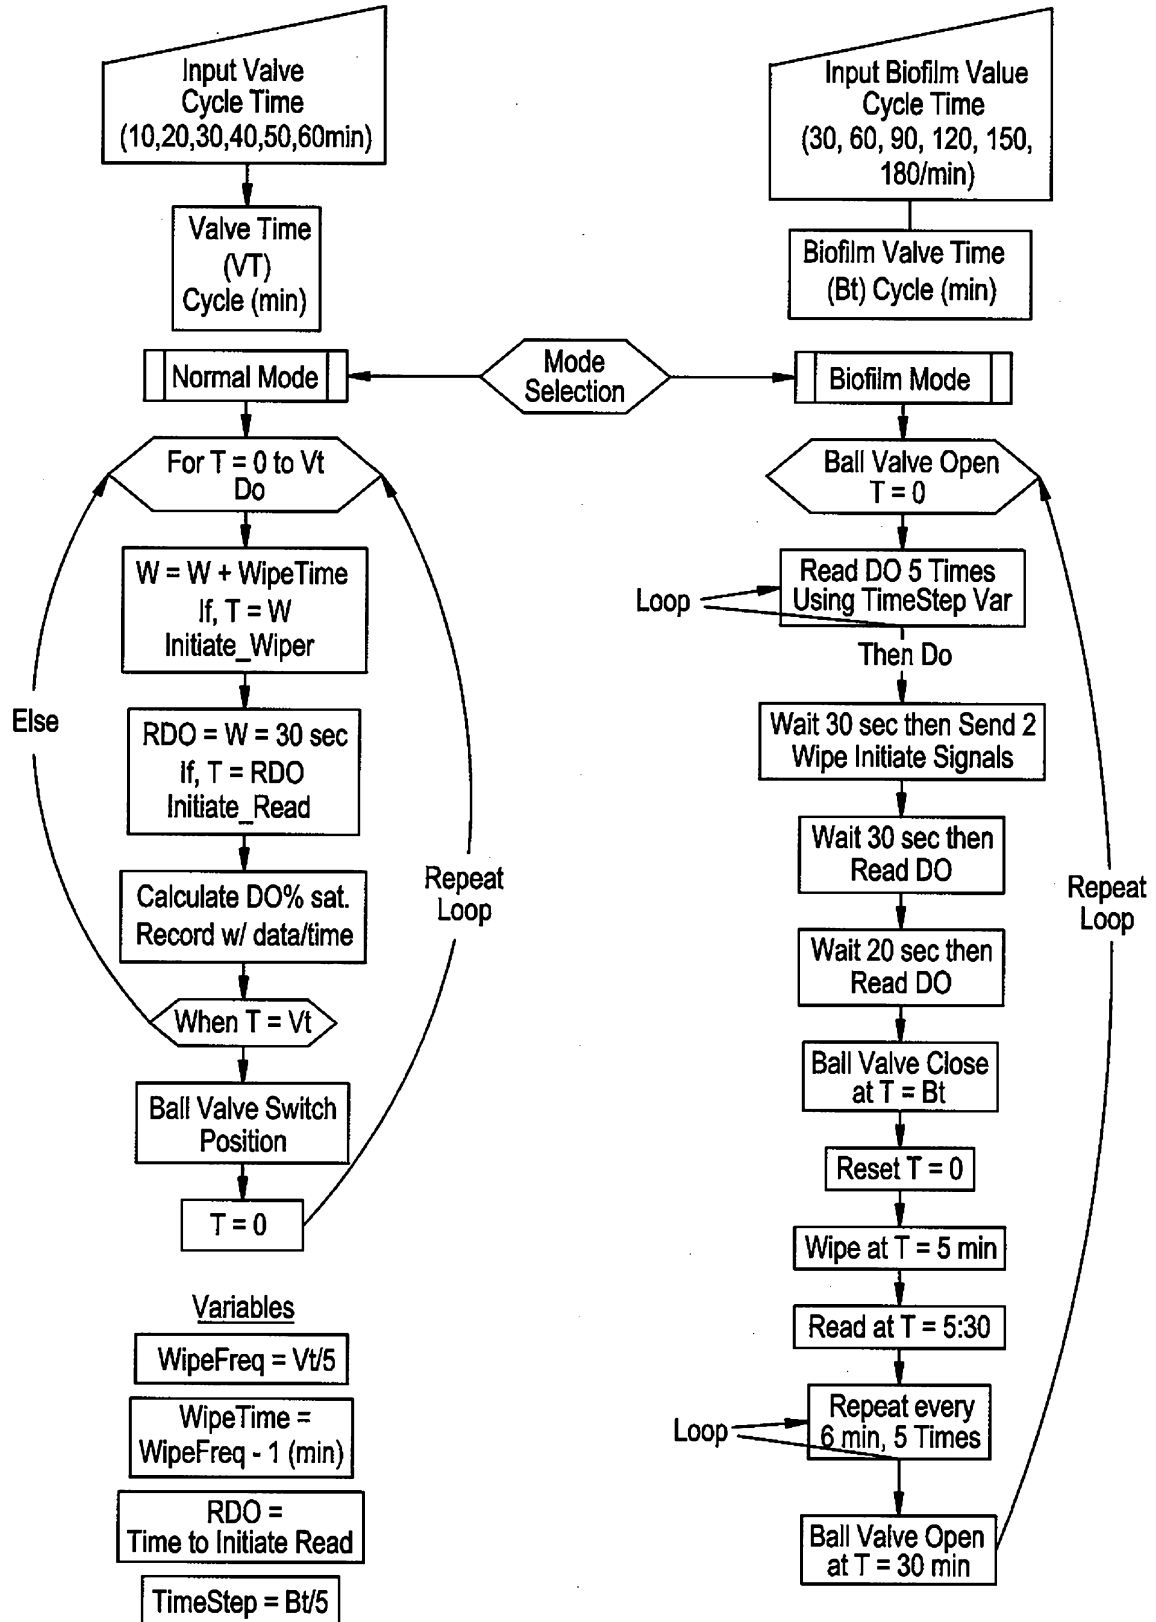 Input Valve
Cycle Time
(10,20,30,40,50,60min)
Valve Time
(VT)
Cycle (min)
Normal Mode
For T = 0 to Vt
Do
W = W + WipeTime
If, T = W
Initiate_Wiper
RDO = W = 30 sec
If, T = RDO
Initiate_Read
Calculate DO% sat.
Record w/ data/time
When T = Vt
Ball Valve Switch
Position
T = 0
Else
Repeat
Loop
Variables
WipeFreq = Vt/5
WipeTime =
WipeFreq - 1 (min)
RDO =
Time to Initiate Read
TimeStep = Bt/5
Mode
Selection
Input Biofilm Value
Cycle Time
(30, 60, 90, 120, 150,
180/min)
Biofilm Valve Time
(Bt) Cycle (min)
Biofilm Mode
Ball Valve Open
T = 0
Read DO 5 Times
Using TimeStep Var
Loop
Then Do
Wait 30 sec then Send 2
Wipe Initiate Signals
Wait 30 sec then
Read DO
Wait 20 sec then
Read DO
Ball Valve Close
at T = Bt
Reset T = 0
Wipe at T = 5 min
Read at T = 5:30
Repeat every
6 min, 5 Times
Loop
Ball Valve Open
at T = 30 min
Repeat
Loop